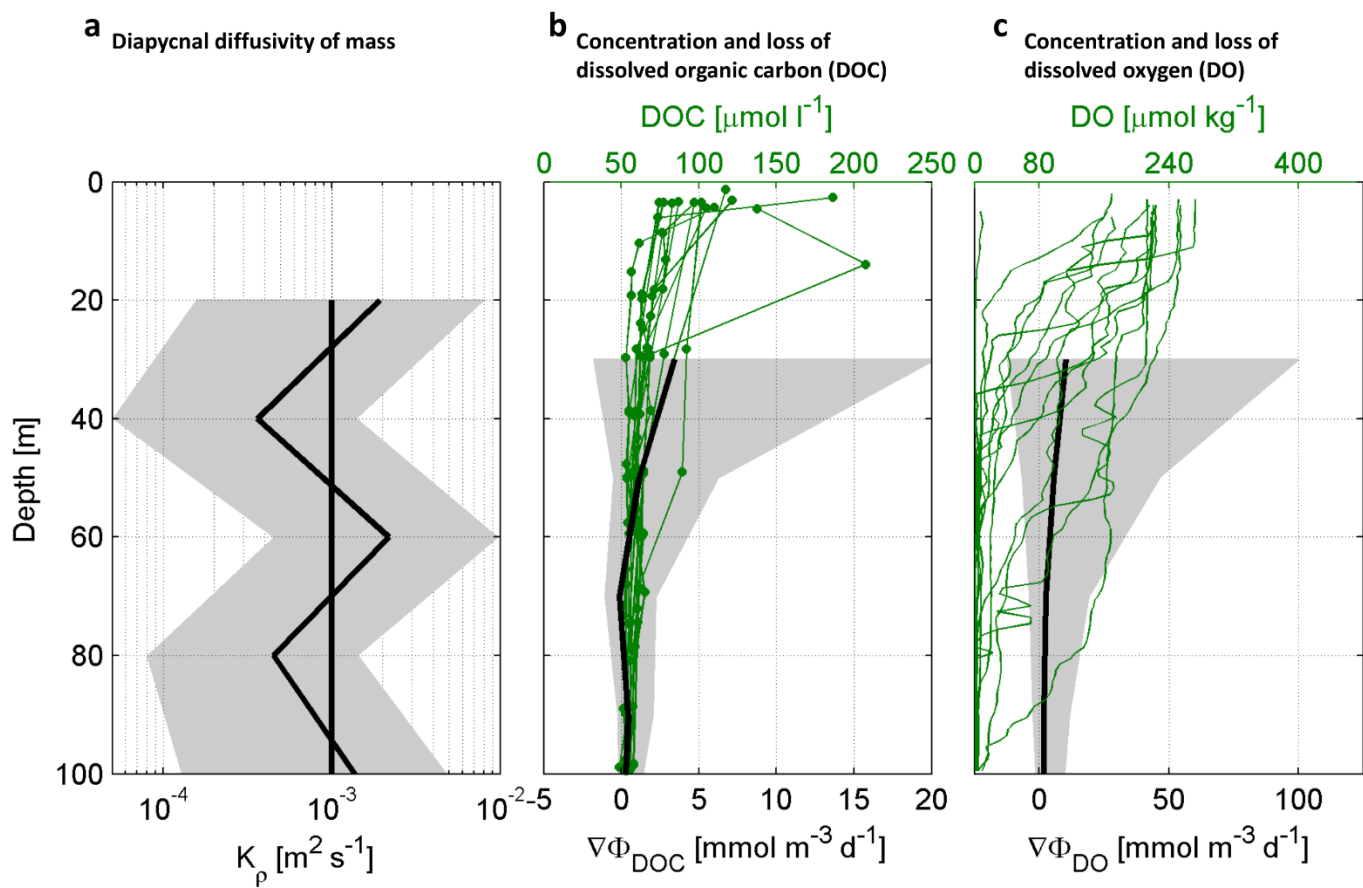 a Diapycnal diffusivity of mass
b Concentration and loss of
dissolved organic carbon (DOC)
c Concentration and loss of
dissolved oxygen (DO)
DOC [μmol l⁻¹]
DO [μmol kg⁻¹]
0 50 100 150 200 250
0 80 240 400
0
20
40
60
80
100
Depth [m]
10⁻⁴ 10⁻³ 10⁻²
-5 0 5 10 15 20
0 50 100
Kρ [m² s⁻¹]
∇Φ_DOC [mmol m⁻³ d⁻¹]
∇Φ_DO [mmol m⁻³ d⁻¹]